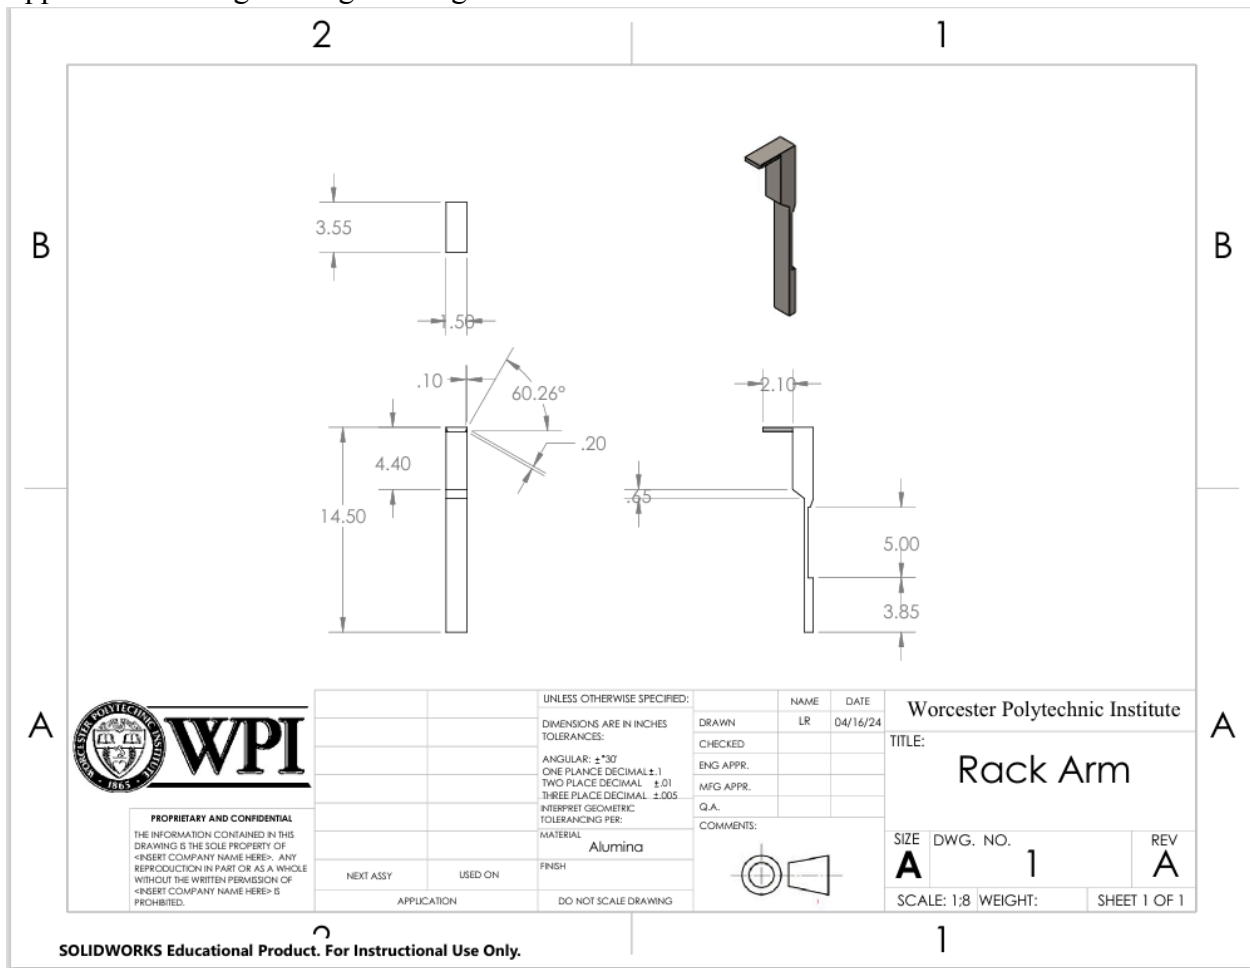 2
1
B
B
3.55
1.50
.10
60.26°
2.10
4.40
.20
.65
14.50
5.00
3.85
A
A
WORCESTER POLYTECHNIC INSTITUTE
1865
WPI
PROPRIETARY AND CONFIDENTIAL
THE INFORMATION CONTAINED IN THIS
DRAWING IS THE SOLE PROPERTY OF
<INSERT COMPANY NAME HERE>. ANY
REPRODUCTION IN PART OR AS A WHOLE
WITHOUT THE WRITTEN PERMISSION OF
<INSERT COMPANY NAME HERE> IS
PROHIBITED.
NEXT ASSY
USED ON
APPLICATION
UNLESS OTHERWISE SPECIFIED:
DIMENSIONS ARE IN INCHES
TOLERANCES:
ANGULAR: ±°30'
ONE PLANCE DECIMAL ±.1
TWO PLACE DECIMAL ±.01
THREE PLACE DECIMAL ±.005
INTERPRET GEOMETRIC
TOLERANCING PER:
MATERIAL
Alumina
FINISH
DO NOT SCALE DRAWING
NAME DATE
DRAWN LR 04/16/24
CHECKED
ENG APPR.
MFG APPR.
Q.A.
COMMENTS:
Worcester Polytechnic Institute
TITLE:
Rack Arm
SIZE DWG. NO. REV
A 1 A
SCALE: 1;8 WEIGHT: SHEET 1 OF 1
1
SOLIDWORKS Educational Product. For Instructional Use Only.